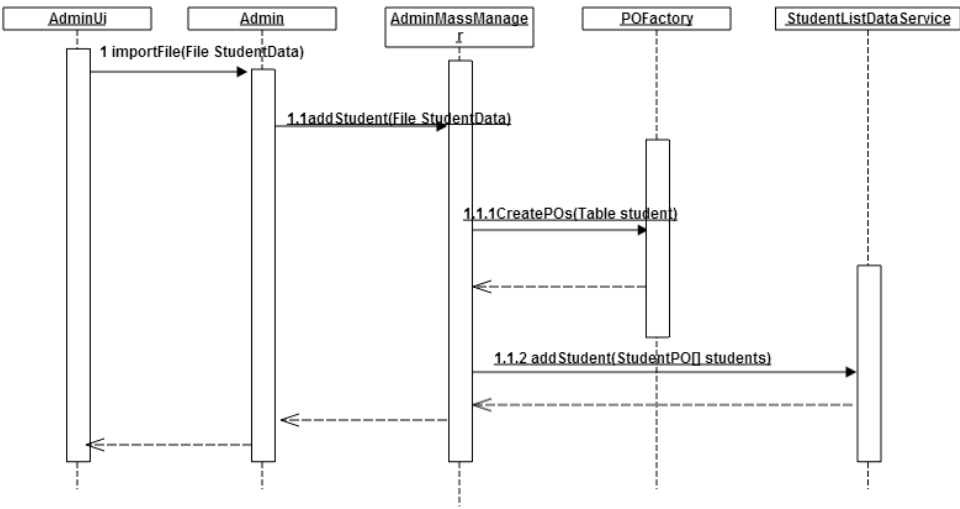 AdminUi
Admin
AdminMassManage
r
POFactory
StudentListDataService
1 importFile(File StudentData)
1.1addStudent(File StudentData)
1.1.1CreatePOs(Table student)
1.1.2 addStudent(StudentPO[] students)